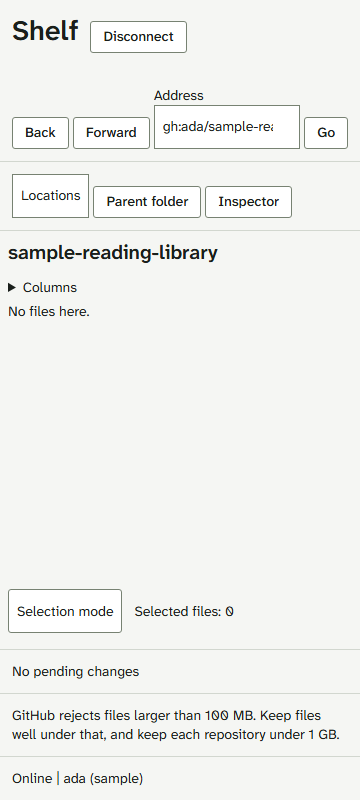 Shelf
Disconnect
Address
Back
Forward
gh:ada/sample-rea
Go
Locations
Parent folder
Inspector
sample-reading-library
Columns
No files here.
Selection mode
Selected files: 0
No pending changes
GitHub rejects files larger than 100 MB. Keep files
well under that, and keep each repository under 1 GB.
Online | ada (sample)